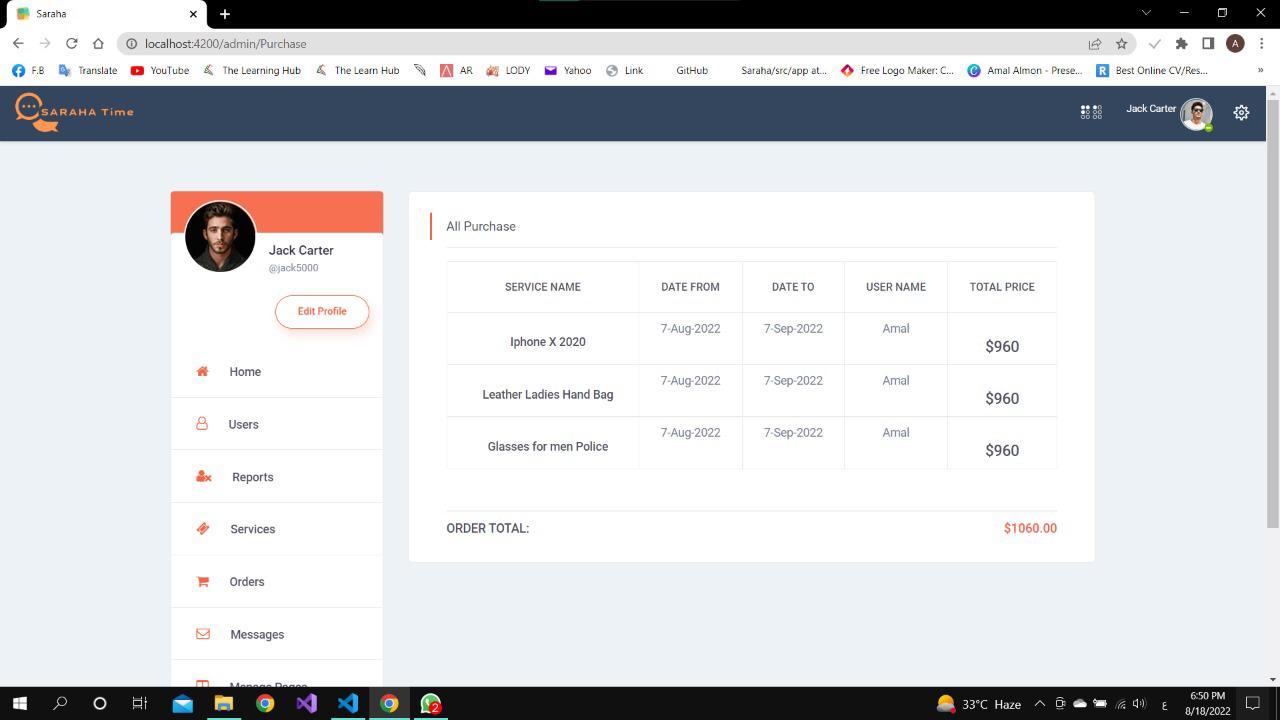 Saraha
localhost:4200/admin/Purchase
A
F.B Translate YouTube The Learnin Hub The Learn Hub AR LODY Yahoo Link GitHub Saraha/src/app at... Free Logo Maker: C... Amal Almon - Prese... Best Online CV/Res... »
SARAHA Time
Jack Carter
Jack Carter
@jack5000
Edit Profile
Home
Users
Reports
Services
Orders
Messages
Manage Pages
All Purchase
SERVICE NAME DATE FROM DATE TO USER NAME TOTAL PRICE
Iphone X 2020 7-Aug-2022 7-Sep-2022 Amal $960
Leather Ladies Hand Bag 7-Aug-2022 7-Sep-2022 Amal $960
Glasses for men Police 7-Aug-2022 7-Sep-2022 Amal $960
ORDER TOTAL: $1060.00
2
33°C Haze
ع
6:50 PM
8/18/2022